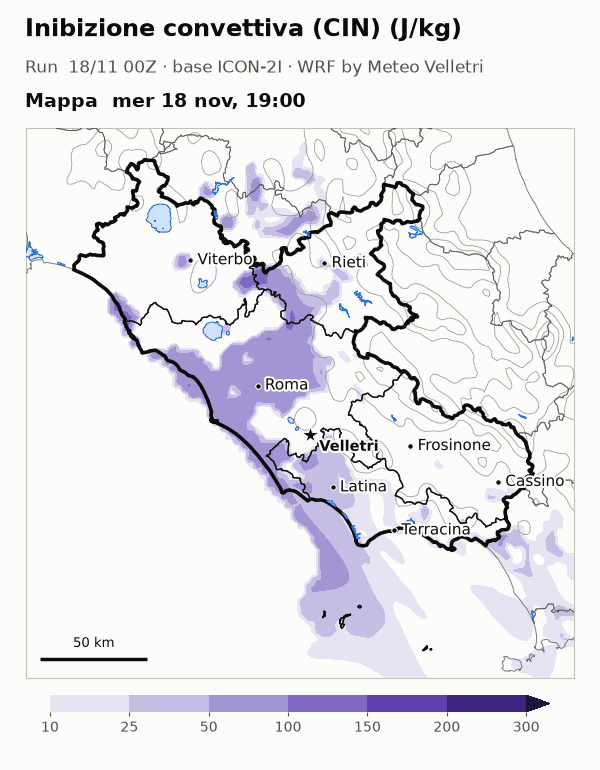 Inibizione convettiva (CIN) (J/kg)
Run  18/11 00Z · base ICON-2I · WRF by Meteo Velletri
Mappa  mer 18 nov, 19:00
Viterbo
Rieti
Roma
Velletri
Frosinone
Latina
Cassino
Terracina
50 km
10 25 50 100 150 200 300